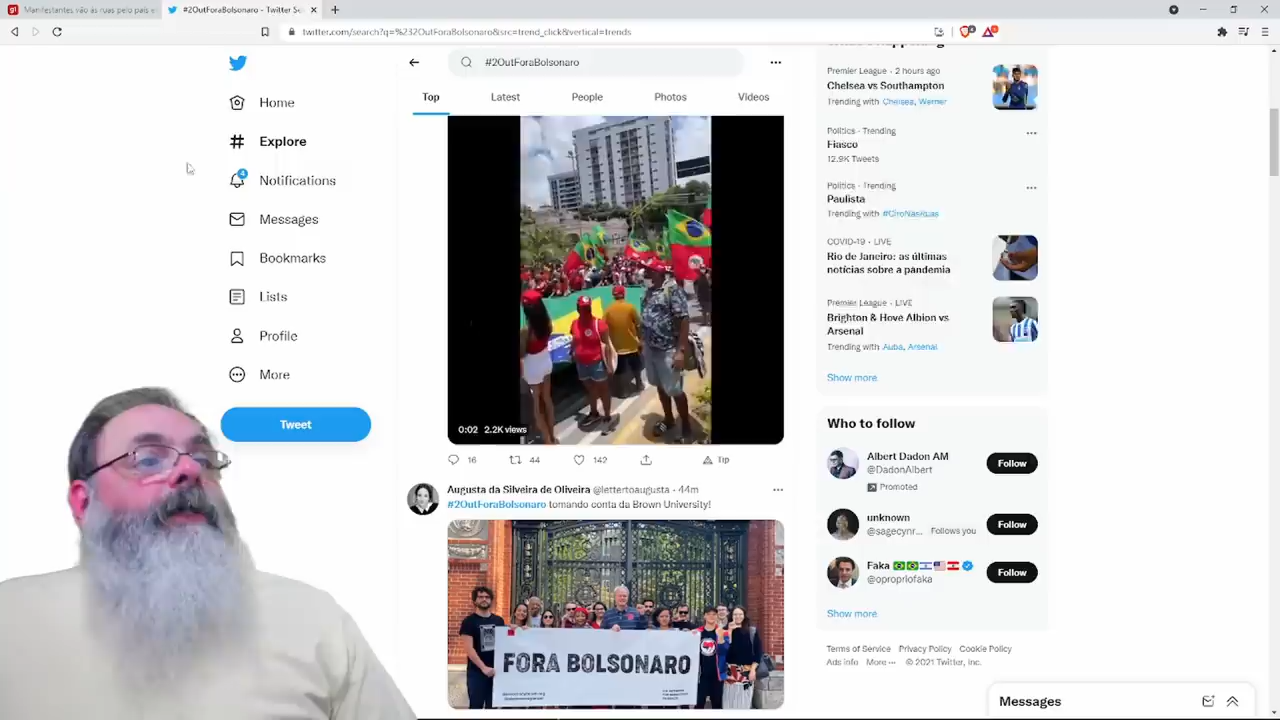 Manifestantes vão às ruas pelo país e
#2OutForaBolsonaro - Twitter Se
twitter.com/search?q=%232OutForaBolsonaro&src=trend_click&vertical=trends
#2OutForaBolsonaro
Top
Latest
People
Photos
Videos
Home
Explore
4
Notifications
Messages
Bookmarks
Lists
Profile
More
Tweet
0:02 2.2K views
16
44
142
Tip
Augusta da Silveira de Oliveira @lettertoaugusta · 44m
#2OutForaBolsonaro tomando conta da Brown University!
FORA BOLSONARO
Premier League · 2 hours ago
Chelsea vs Southampton
Trending with Chelsea, Werner
Politics · Trending
Fiasco
12.9K Tweets
Politics · Trending
Paulista
Trending with #CiroNasRuas
COVID-19 · LIVE
Rio de Janeiro: as últimas
notícias sobre a pandemia
Premier League · LIVE
Brighton & Hove Albion vs
Arsenal
Trending with Auba, Arsenal
Show more
Who to follow
Albert Dadon AM
@DadonAlbert
Promoted
Follow
unknown
@sagecynr... Follows you
Follow
Faka
@opropriofaka
Follow
Show more
Terms of Service Privacy Policy Cookie Policy
Ads info More ··· © 2021 Twitter, Inc.
Messages